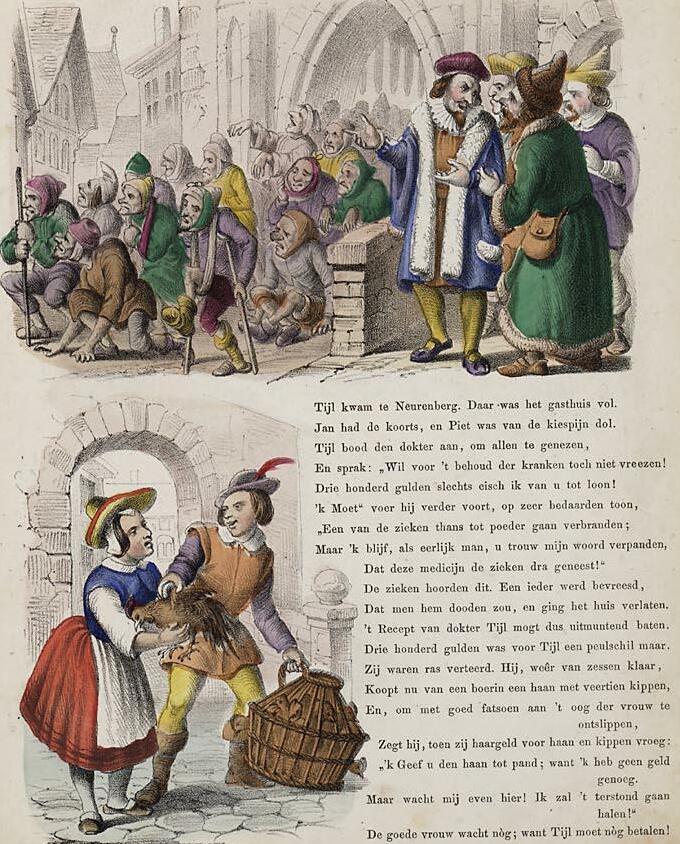 Tijl kwam te Neurenberg. Daar was het gasthuis vol.
Jan had de koorts, en Piet was van de kiespijn dol.
Tijl bood den dokter aan, om allen te genezen,
En sprak: „Wil voor 't behoud der kranken toch niet vreezen!
Drie honderd gulden slechts eisch ik van u tot loon!
'k Moet“ voer hij verder voort, op zeer bedaarden toon,
„Een van de zieken thans tot poeder gaan verbranden;
Maar 'k blijf, als eerlijk man, u trouw mijn woord verpanden,
Dat deze medicijn de zieken dra geneest!“
De zieken hoorden dit. Een ieder werd bevreesd,
Dat men hem dooden zou, en ging het huis verlaten.
't Recept van dokter Tijl mogt dus uitmuntend baten.
Drie honderd gulden was voor Tijl een peulschil maar.
Zij waren ras verteerd. Hij, weêr van zessen klaar,
Koopt nu van een boerin een haan met veertien kippen,
En, om met goed fatsoen aan 't oog der vrouw te
ontslippen,
Zegt hij, toen zij haar geld voor haan en kippen vroeg:
„'k Geef u den haan tot pand; want 'k heb geen geld
genoeg.
Maar wacht mij even hier! Ik zal 't terstond gaan
halen!“
De goede vrouw wacht nòg; want Tijl moet nòg betalen!